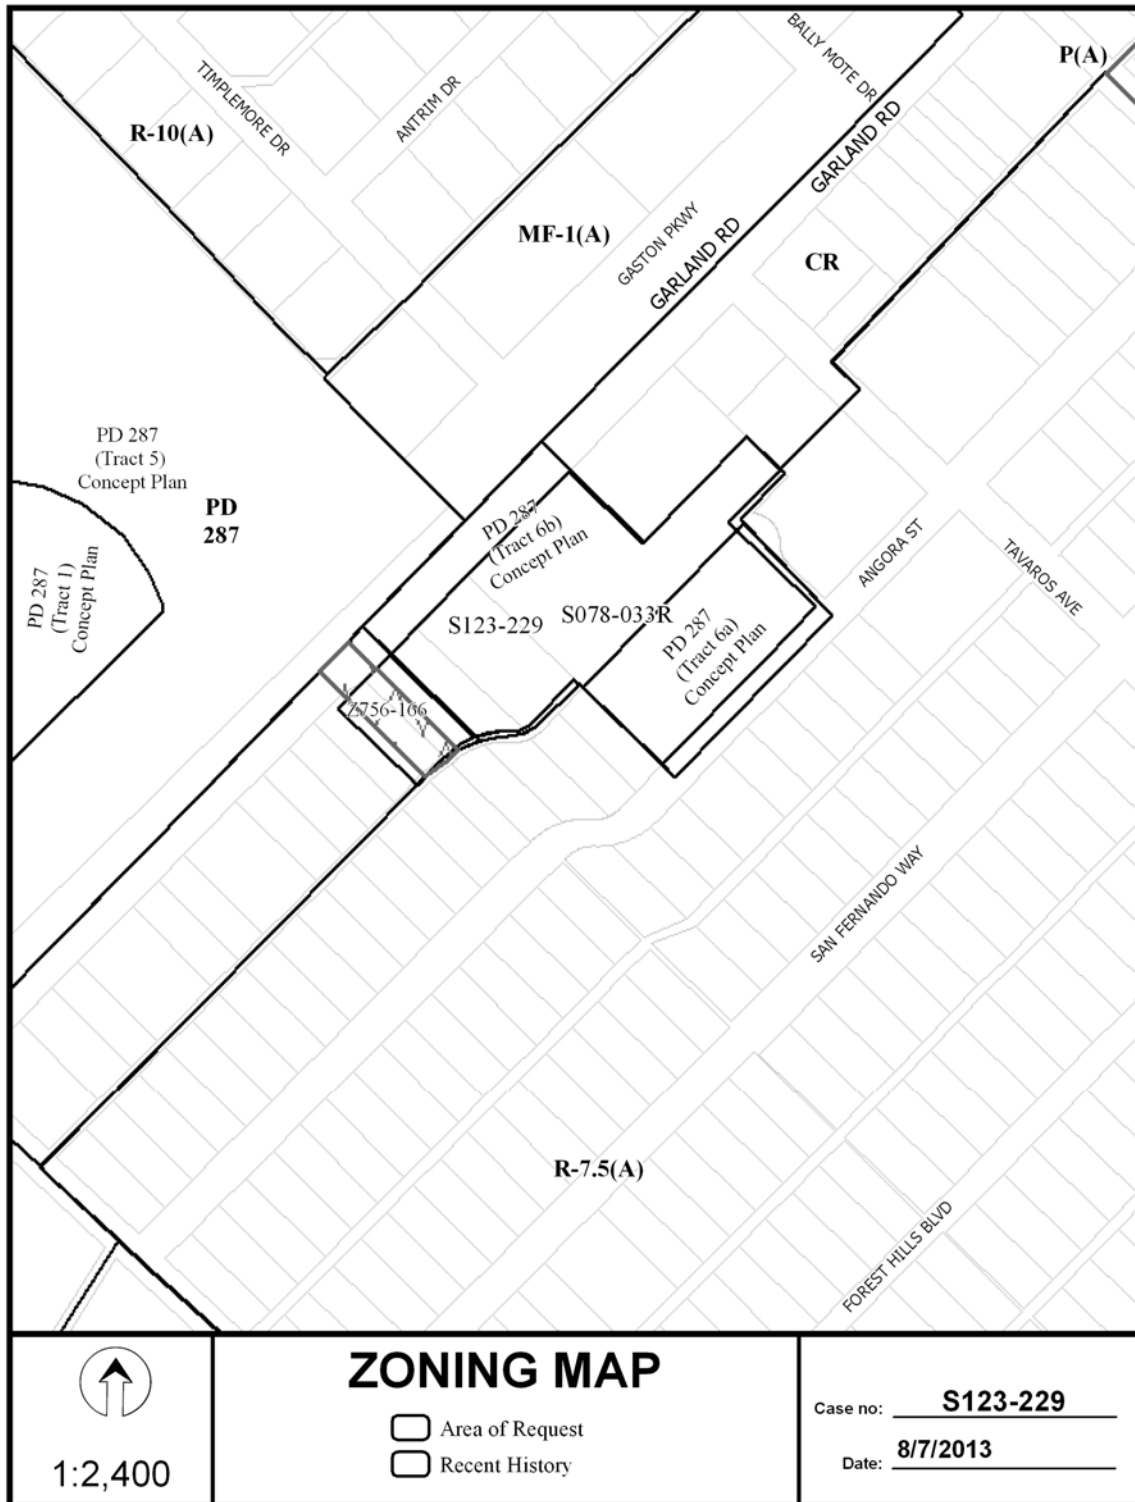 BALLY MOTE DR
P(A)
TIMPLEMORE DR
ANTRIM DR
R-10(A)
GARLAND RD
MF-1(A)
GASTON PKWY
GARLAND RD
CR
PD 287
(Tract 5)
Concept Plan
PD
287
PD 287
(Tract 6b)
Concept Plan
ANGORA ST
TAVAROS AVE
PD 287
(Tract 1)
Concept Plan
S123-229
S078-033R
PD 287
(Tract 6a)
Concept Plan
Z756-166
SAN FERNANDO WAY
R-7.5(A)
FOREST HILLS BLVD
1:2,400
ZONING MAP
Area of Request
Recent History
Case no: S123-229
Date: 8/7/2013